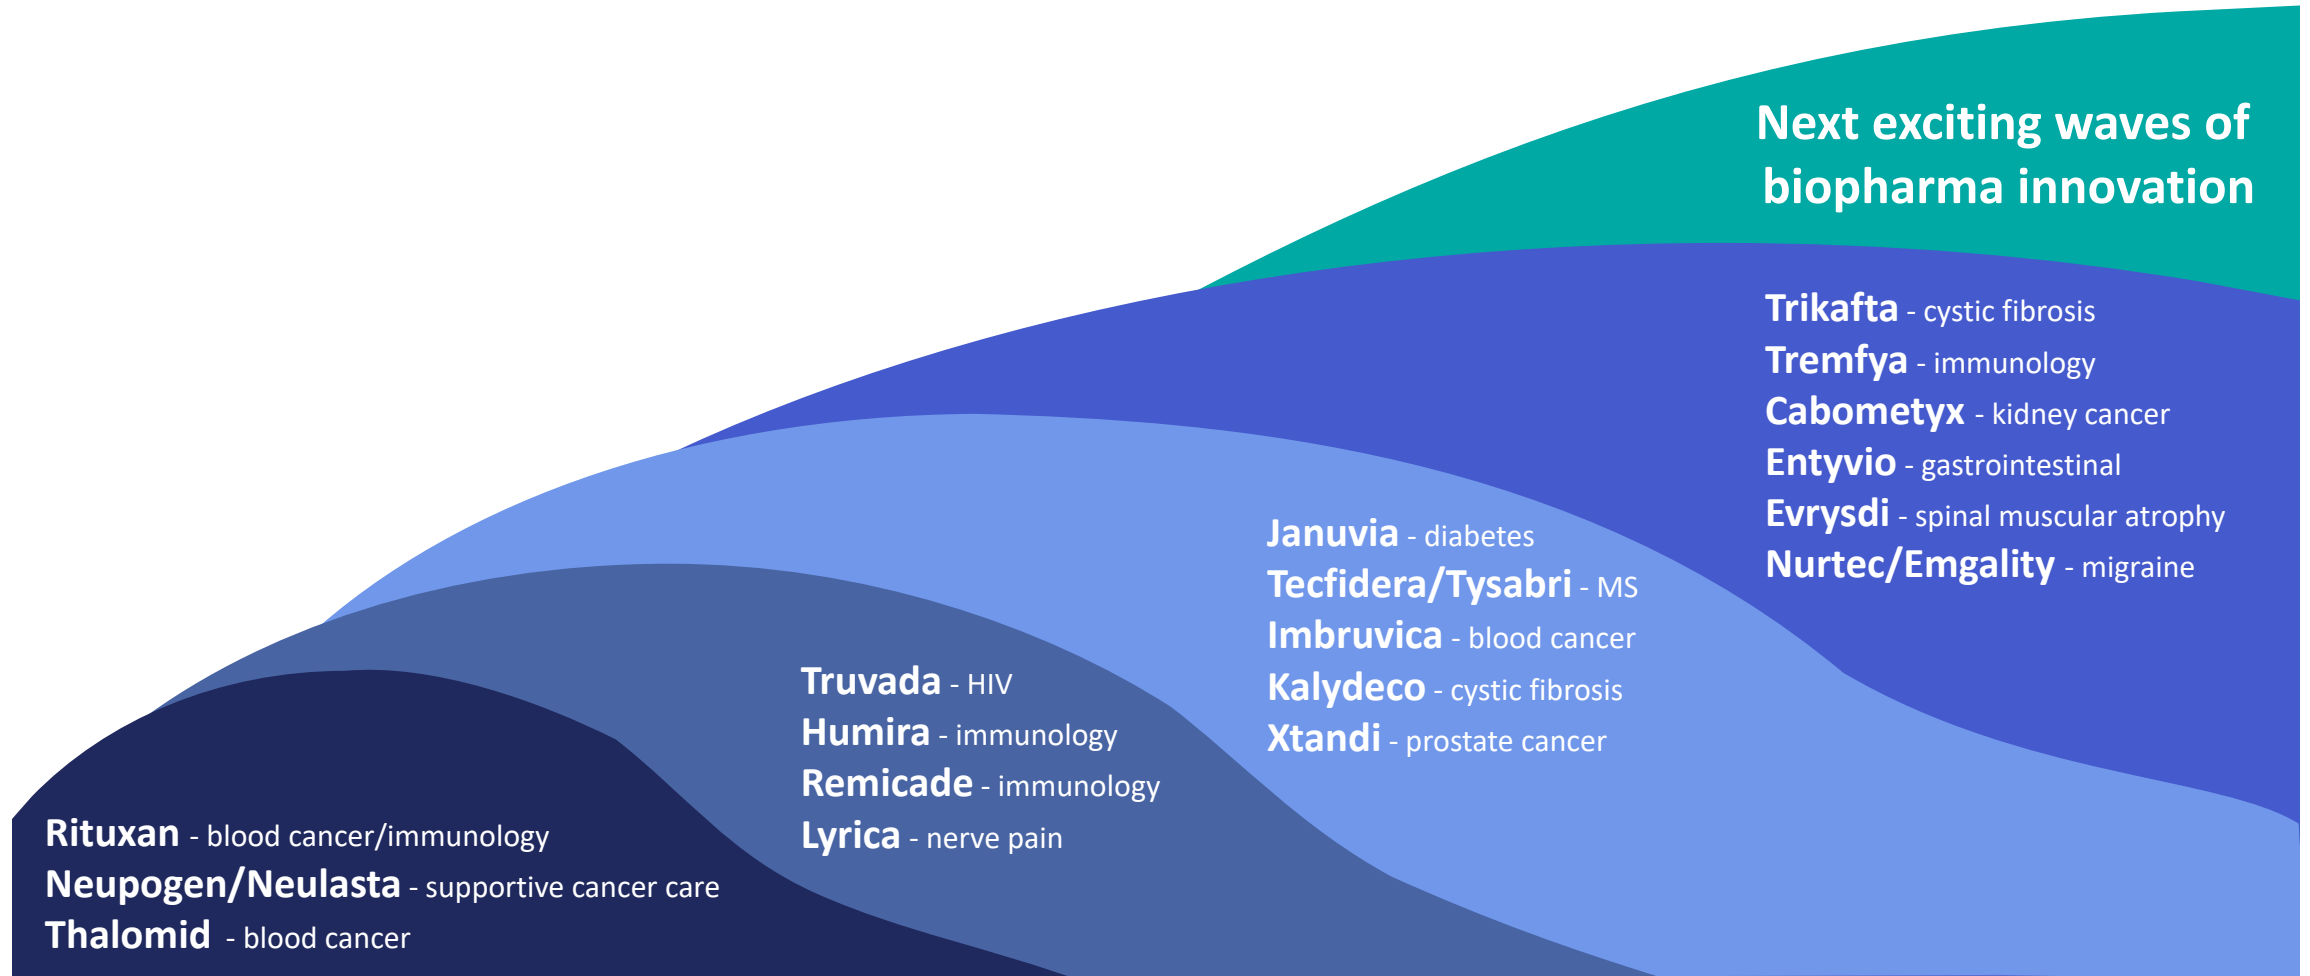 Next exciting waves of
biopharma innovation
Trikafta - cystic fibrosis
Tremfya - immunology
Cabometyx - kidney cancer
Entyvio - gastrointestinal
Evrysdi - spinal muscular atrophy
Nurtec/Emgality - migraine
Januvia - diabetes
Tecfidera/Tysabri - MS
Imbruvica - blood cancer
Kalydeco - cystic fibrosis
Xtandi - prostate cancer
Truvada - HIV
Humira - immunology
Remicade - immunology
Lyrica - nerve pain
Rituxan - blood cancer/immunology
Neupogen/Neulasta - supportive cancer care
Thalomid - blood cancer